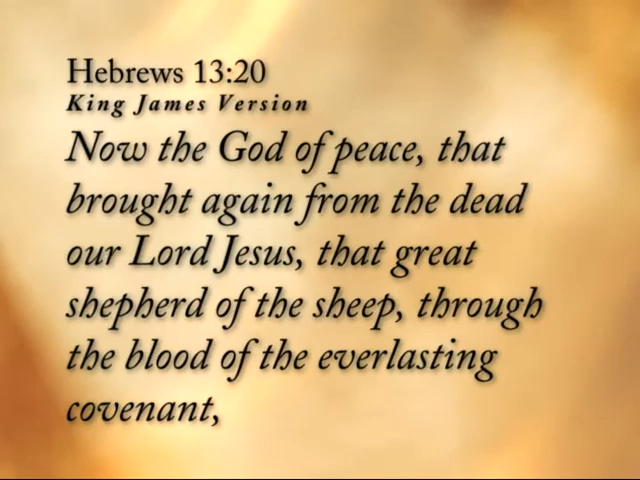 Hebrews 13:20
King James Version
Now the God of peace, that
brought again from the dead
our Lord Jesus, that great
shepherd of the sheep, through
the blood of the everlasting
covenant,